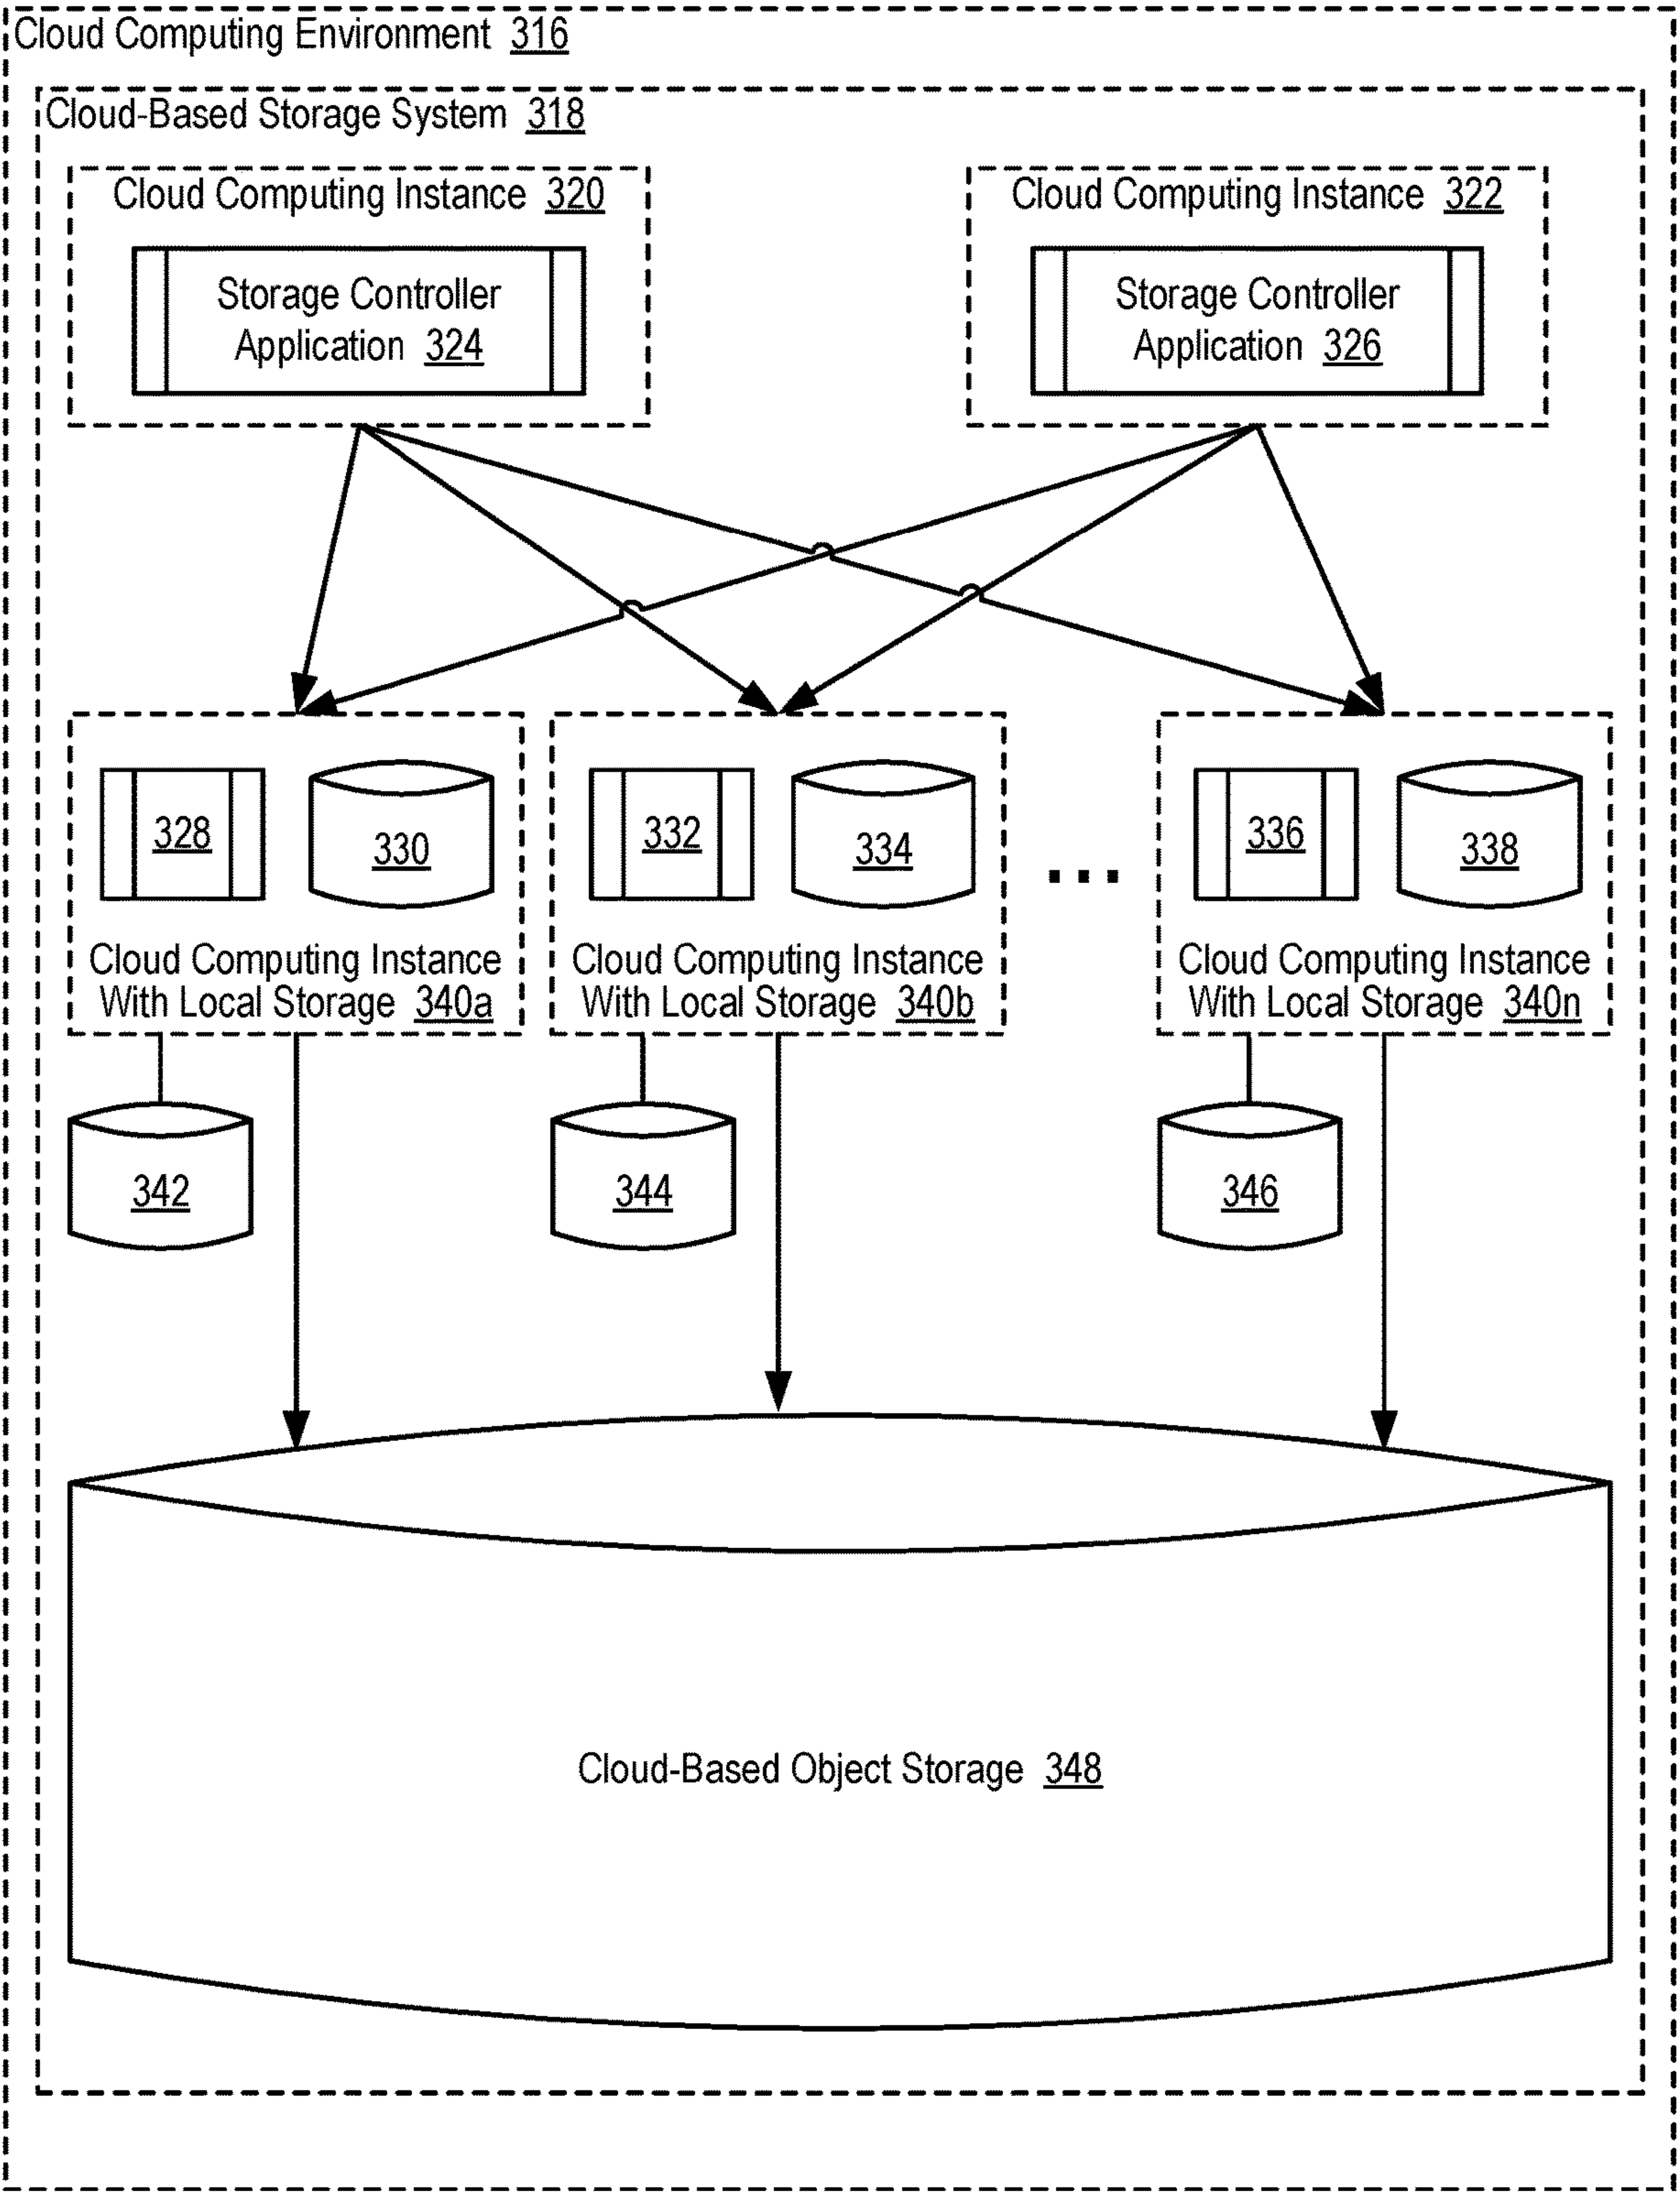 Cloud Computing Environment 316
Cloud-Based Storage System 318
Cloud Computing Instance 320
Storage Controller
Application 324
Cloud Computing Instance 322
Storage Controller
Application 326
328
330
Cloud Computing Instance
With Local Storage 340a
332
334
Cloud Computing Instance
With Local Storage 340b
...
336
338
Cloud Computing Instance
With Local Storage 340n
342
344
346
Cloud-Based Object Storage 348